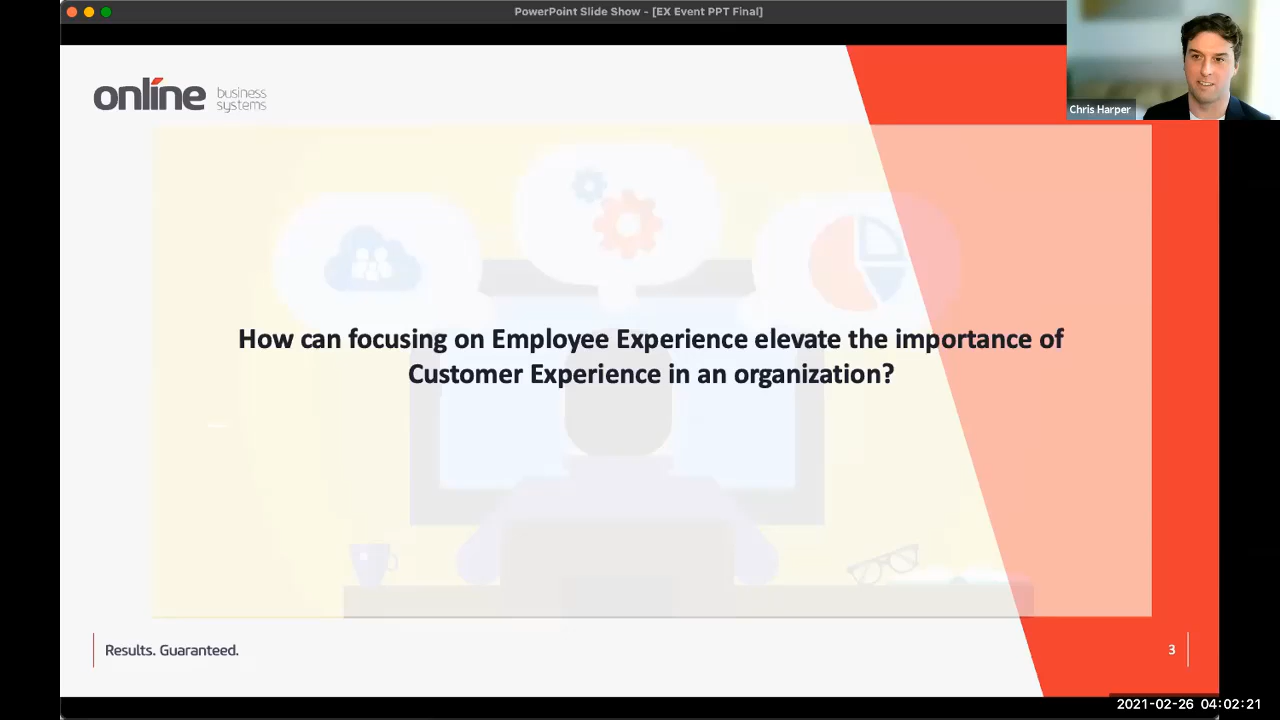 PowerPoint Slide Show - [EX Event PPT Final]
online business systems
Chris Harper
How can focusing on Employee Experience elevate the importance of
Customer Experience in an organization?
Results. Guaranteed.
3
2021-02-26 04:02:21